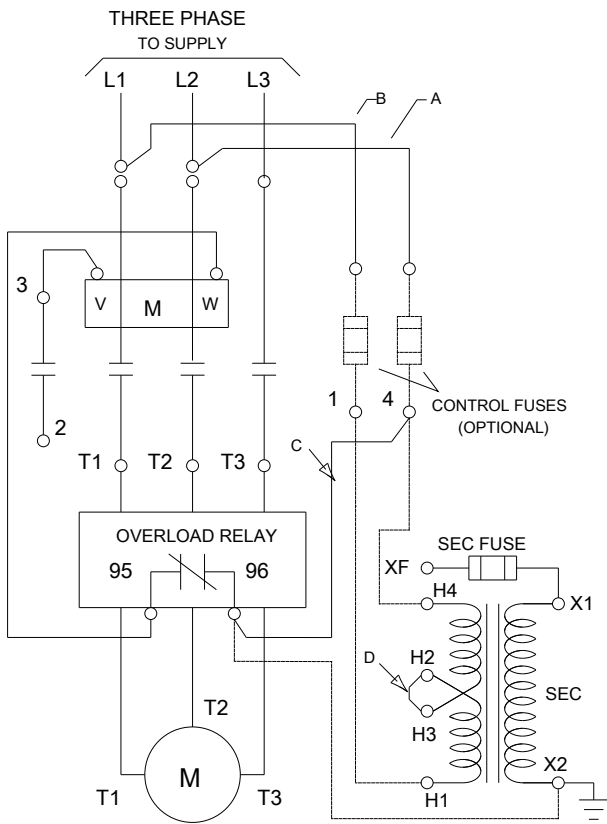 THREE PHASE
TO SUPPLY
L1 L2 L3
B A
3
V M W
2
1 4
CONTROL FUSES
(OPTIONAL)
T1 T2 T3
C
OVERLOAD RELAY
95 96
SEC FUSE
XF
H4 X1
H2
D
SEC
H3
T2
X2
M
T1 T3
H1